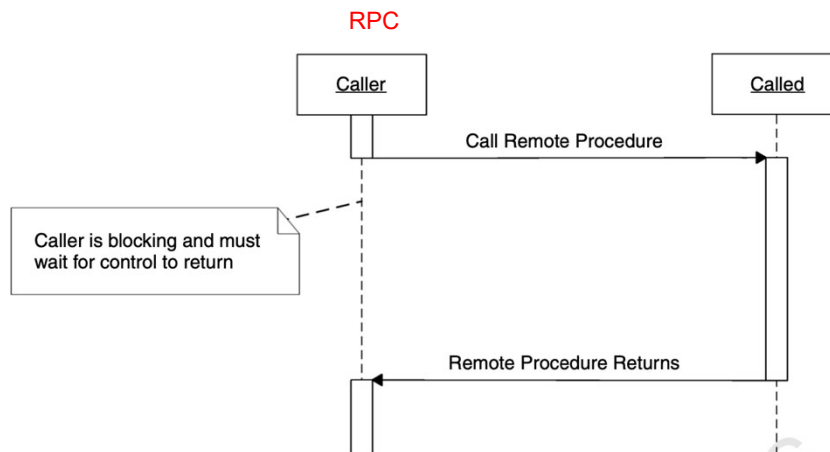 RPC
Caller
Called
Call Remote Procedure
Caller is blocking and must
wait for control to return
Remote Procedure Returns